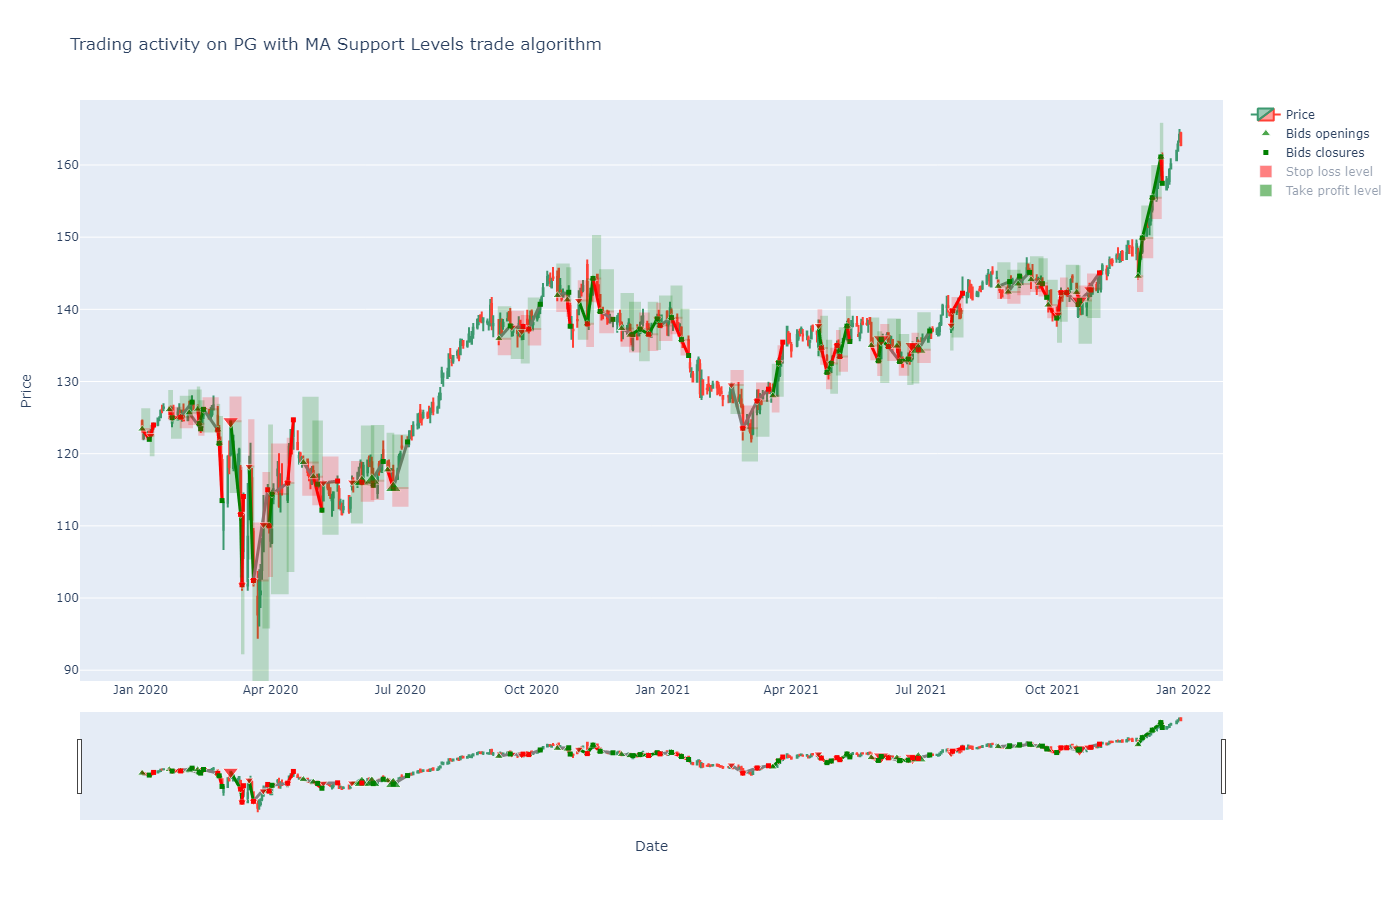 Trading activity on PG with MA Support Levels trade algorithm
Price
Bids openings
Bids closures
Stop loss level
Take profit level
160
150
140
130
120
110
100
90
Price
Jan 2020
Apr 2020
Jul 2020
Oct 2020
Jan 2021
Apr 2021
Jul 2021
Oct 2021
Jan 2022
Date